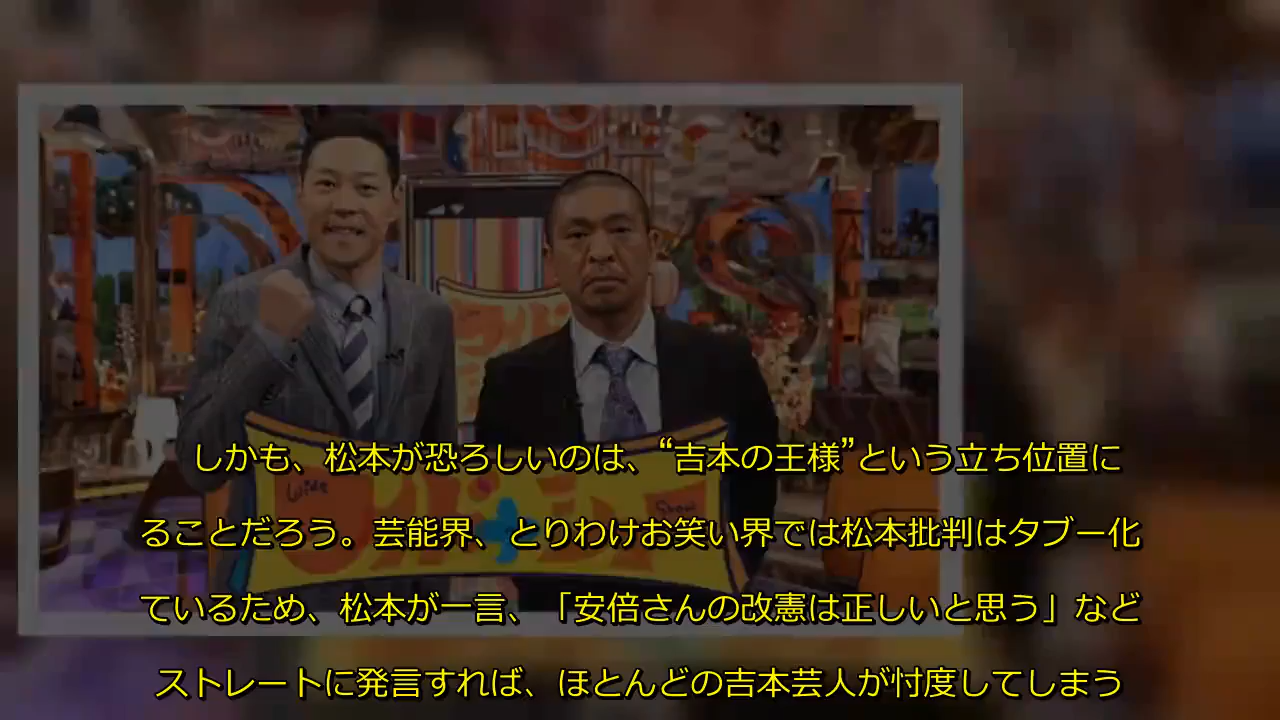 Wide
Show
しかも、松本が恐ろしいのは、“吉本の王様”という立ち位置に
ることだろう。芸能界、とりわけお笑い界では松本批判はタブー化
ているため、松本が一言、「安倍さんの改憲は正しいと思う」など
ストレートに発言すれば、ほとんどの吉本芸人が忖度してしまう